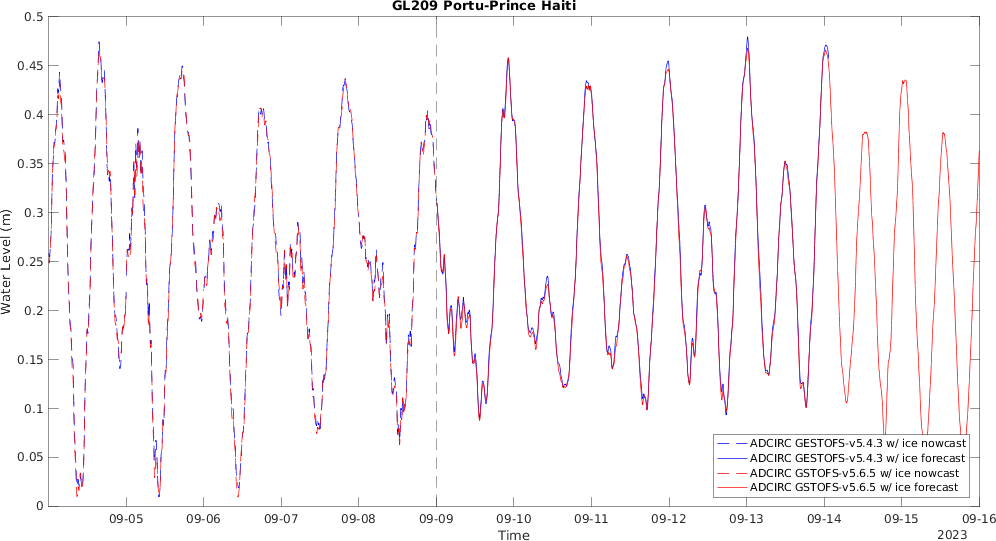 GL209 Portu-Prince Haiti
0.5
0.45
0.4
0.35
0.3
0.25
0.2
0.15
0.1
0.05
0
Water Level (m)
ADCIRC GESTOFS-v5.4.3 w/ ice nowcast
ADCIRC GESTOFS-v5.4.3 w/ ice forecast
ADCIRC GSTOFS-v5.6.5 w/ ice nowcast
ADCIRC GSTOFS-v5.6.5 w/ ice forecast
09-05 09-06 09-07 09-08 09-09 09-10 09-11 09-12 09-13 09-14 09-15 09-16
Time
2023